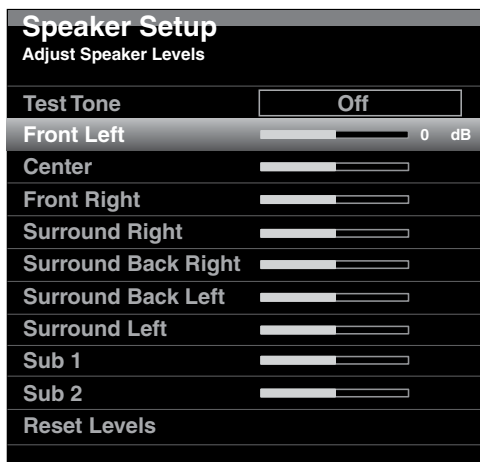 Speaker Setup
Adjust Speaker Levels
Test Tone Off
Front Left 0 dB
Center
Front Right
Surround Right
Surround Back Right
Surround Back Left
Surround Left
Sub 1
Sub 2
Reset Levels